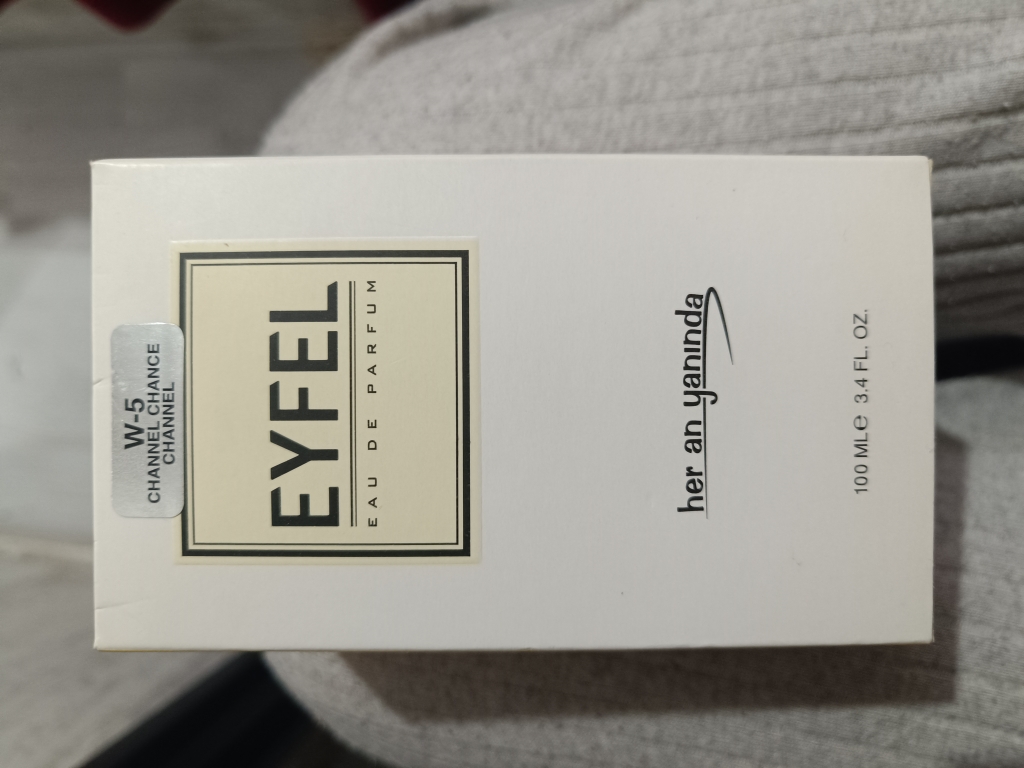 W-5
CHANNEL CHANCE
CHANNEL
EYFEL
EAU DE PARFUM
her an yanında
100 ML℮ 3.4 FL. OZ.